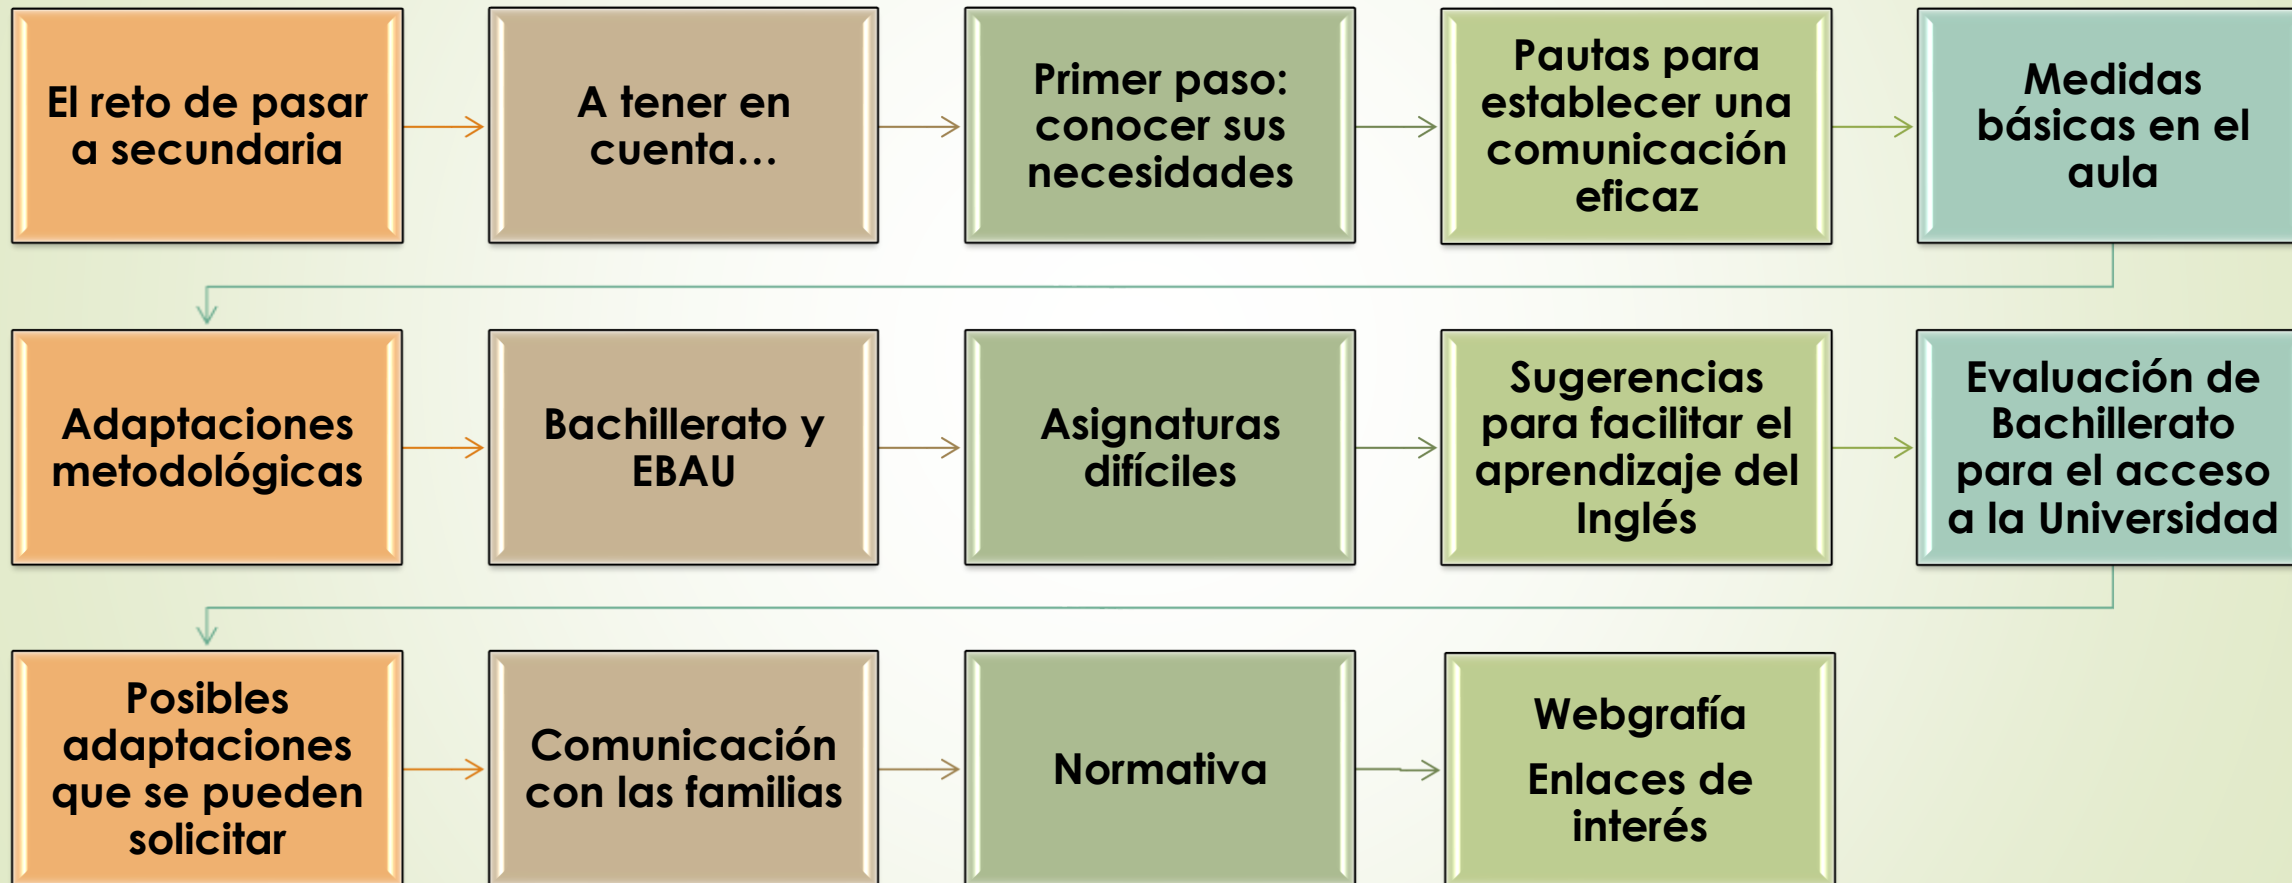 El reto de pasar
a secundaria
A tener en
cuenta...
Primer paso:
conocer sus
necesidades
Pautas para
establecer una
comunicación
eficaz
Medidas
básicas en el
aula
Adaptaciones
metodológicas
Bachillerato y
EBAU
Asignaturas
difíciles
Sugerencias
para facilitar el
aprendizaje del
Inglés
Evaluación de
Bachillerato
para el acceso
a la Universidad
Posibles
adaptaciones
que se pueden
solicitar
Comunicación
con las familias
Normativa
Webgrafía
Enlaces de
interés